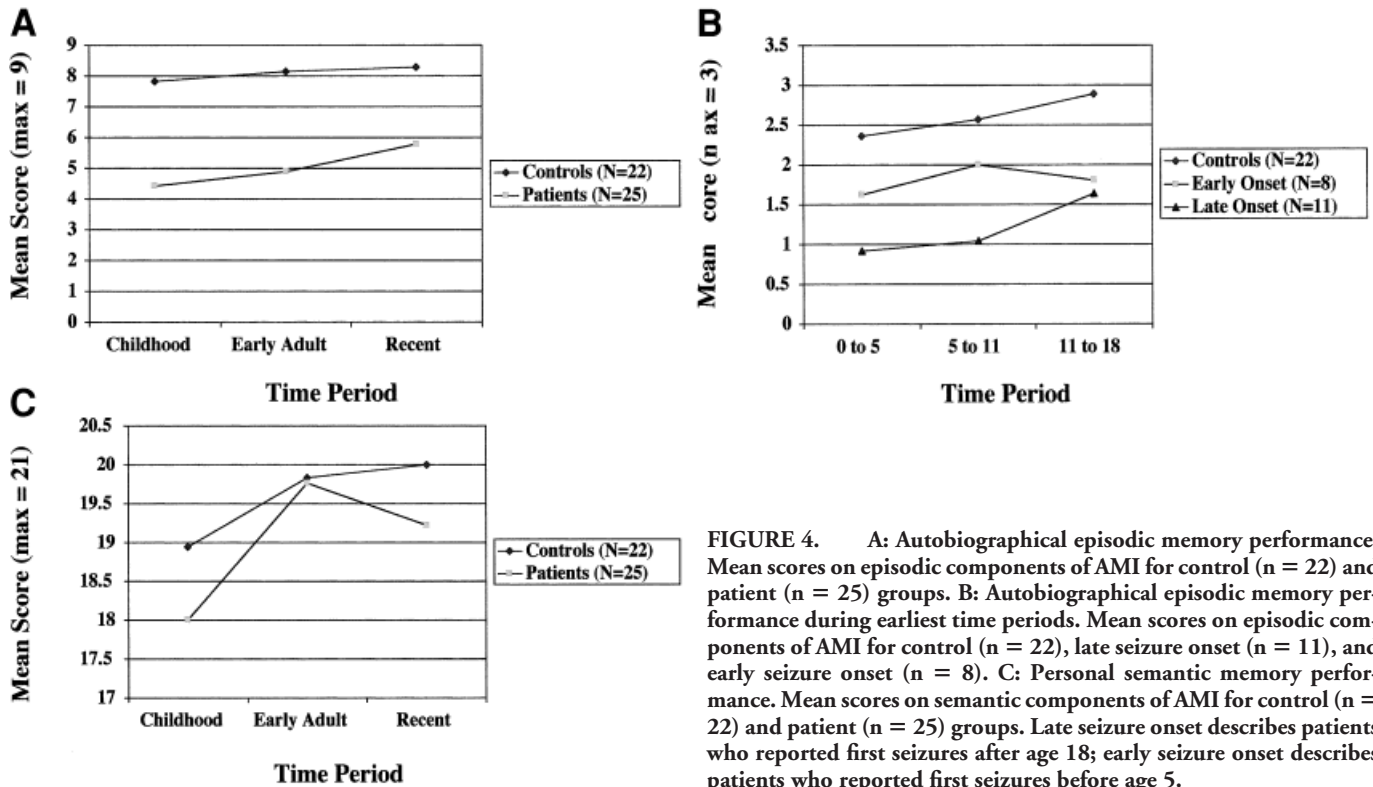 A
Mean Score (max = 9)
9
8
7
6
5
4
3
2
1
0
Childhood Early Adult Recent
Time Period
Controls (N=22)
Patients (N=25)
B
Mean core (n ax = 3)
3.5
3
2.5
2
1.5
1
0.5
0
0 to 5 5 to 11 11 to 18
Time Period
Controls (N=22)
Early Onset (N=8)
Late Onset (N=11)
C
Mean Score (max = 21)
20.5
20
19.5
19
18.5
18
17.5
17
Childhood Early Adult Recent
Time Period
Controls (N=22)
Patients (N=25)
FIGURE 4. A: Autobiographical episodic memory performance
Mean scores on episodic components of AMI for control (n = 22) and
patient (n = 25) groups. B: Autobiographical episodic memory per-
formance during earliest time periods. Mean scores on episodic com-
ponents of AMI for control (n = 22), late seizure onset (n = 11), and
early seizure onset (n = 8). C: Personal semantic memory perfor-
mance. Mean scores on semantic components of AMI for control (n =
22) and patient (n = 25) groups. Late seizure onset describes patients
who reported first seizures after age 18; early seizure onset describes
patients who reported first seizures before age 5.